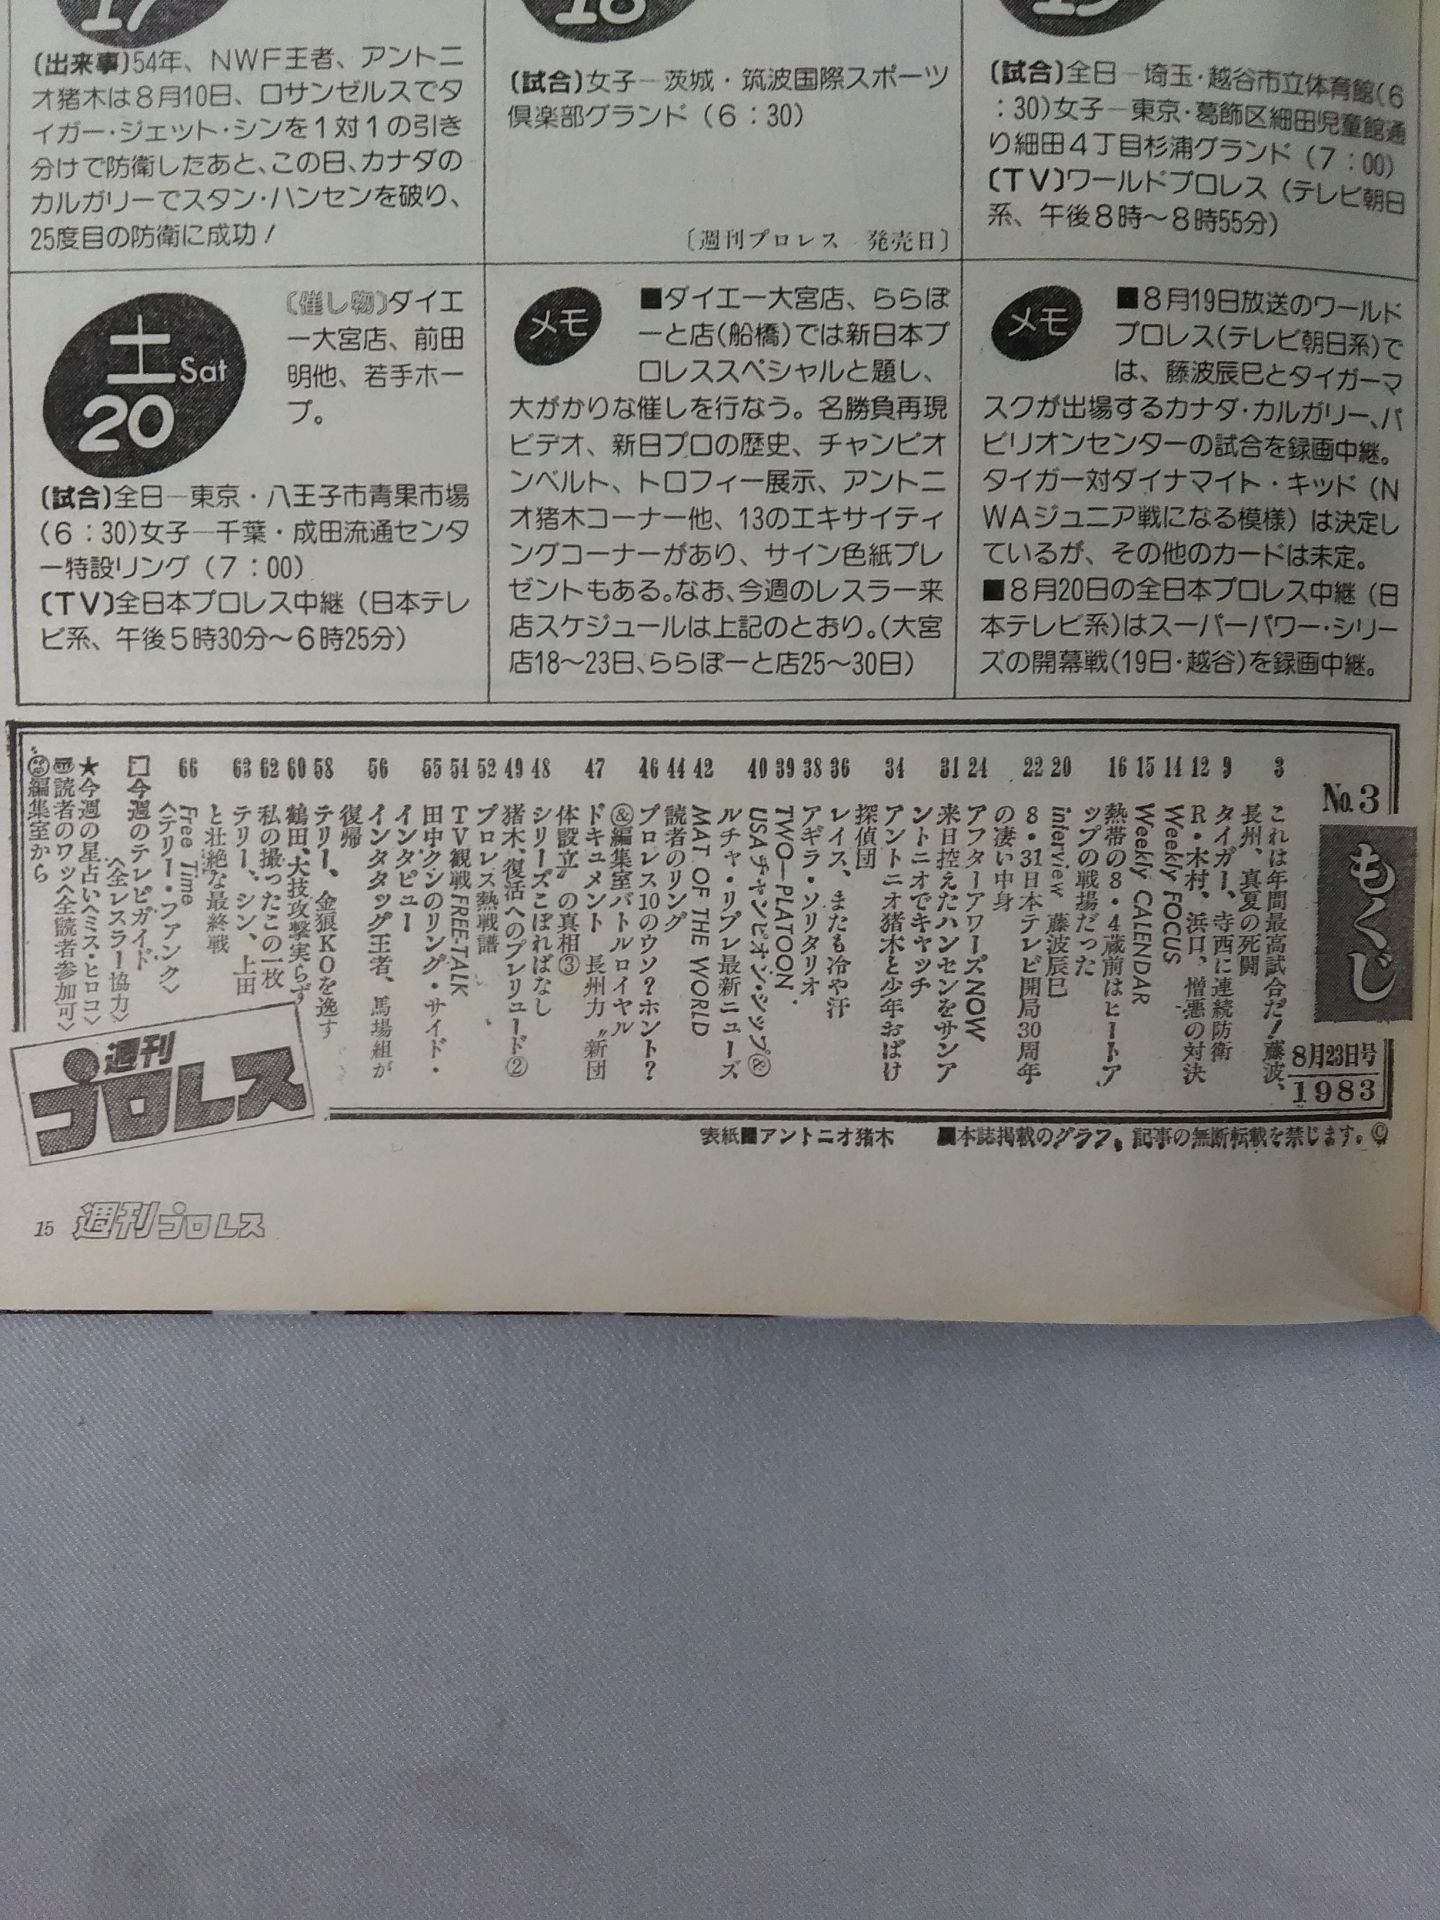 17
(出来事)54年、NWF王者、アントニ
オ猪木は8月10日、ロサンゼルスでタ
イガー・ジェット・シンを1対1の引き
分けで防衛したあと、この日、カナダの
カルガリーでスタン・ハンセンを破り、
25度目の防衛に成功!
18
(試合)女子―茨城・筑波国際スポーツ
倶楽部グランド(6:30)
〔週刊プロレス 発売日〕
19
(試合)全日―埼玉・越谷市立体育館(6
:30)女子―東京・葛飾区細田児童館通
り細田4丁目杉浦グランド(7:00)
(TV)ワールドプロレス(テレビ朝日
系、午後8時~8時55分)
土Sat
20
(催し物)ダイエ
ー大宮店、前田
明他、若手ホー
プ。
(試合)全日―東京・八王子市青果市場
(6:30)女子―千葉・成田流通センタ
ー特設リング(7:00)
(TV)全日本プロレス中継(日本テレ
ビ系、午後5時30分~6時25分)
メモ
■ダイエー大宮店、ららぽ
ーと店(船橋)では新日本プ
ロレススペシャルと題し、
大がかりな催しを行なう。名勝負再現
ビデオ、新日プロの歴史、チャンピオ
ンベルト、トロフィー展示、アントニ
オ猪木コーナー他、13のエキサイティ
ングコーナーがあり、サイン色紙プレ
ゼントもある。なお、今週のレスラー来
店スケジュールは上記のとおり。(大宮
店18~23日、ららぽーと店25~30日)
メモ
■8月19日放送のワールド
プロレス(テレビ朝日系)で
は、藤波辰巳とタイガーマ
スクが出場するカナダ・カルガリー、パ
ビリオンセンターの試合を録画中継。
タイガー対ダイナマイト・キッド(N
WAジュニア戦になる模様)は決定し
ているが、その他のカードは未定。
■8月20日の全日本プロレス中継(日
本テレビ系)はスーパーパワー・シリー
ズの開幕戦(19日・越谷)を録画中継。
No.3
もくじ
8月23日号
1983
3 これは年間最高試合だ!藤波、
長州、真夏の死闘
9 タイガー、寺西に連続防衛
12 R・木村、浜口、憎悪の対決
14 Weekly FOCUS
15 Weekly CALENDAR
16 熱帯の8・4蔵前はヒートア
ップの戦場だった
20 interview 藤波辰巳
22 8・31日本テレビ開局30周年
の凄い中身
24 アフターアワーズNOW
31 来日控えたハンセンをサンア
ントニオでキャッチ
34 アントニオ猪木と少年おばけ
探偵団
36 レイス、またも冷や汗
38 アギラ・ソリタリオ
39 TWO―PLATOON・
40 USAチャンピオン・シップ&
ルチャ・リブレ最新ニューズ
42 MAT OF THE WORLD
44 読者のリング
46 プロレス10のウソ?ホント?
&編集室バトルロイヤル
47 ドキュメント 長州力〝新団
体設立〟の真相③
48 シリーズこぼればなし
49 猪木・復活へのプレリュード②
52 プロレス熱戦譜
54 TV観戦FREE-TALK
55 田中クンのリング・サイド・
インタビュー
56 インタタッグ王者、馬場組が
復帰
58 テリー、金狼KOを逸す
60 鶴田、大技攻撃実らず
62 私の撮ったこの一枚
63 テリー、シン、上田
と壮絶な最終戦
66 Free Time
〈テリー・ファンク〉
□今週のテレビガイド
〈全レスラー協力〉
★今週の星占い〈ミス・ヒロコ〉
読者のワッ〈全読者参加可〉
編集室から
週刊
プロレス
表紙■アントニオ猪木
■本誌掲載のグラフ、記事の無断転載を禁じます。©
15 週刊プロレス